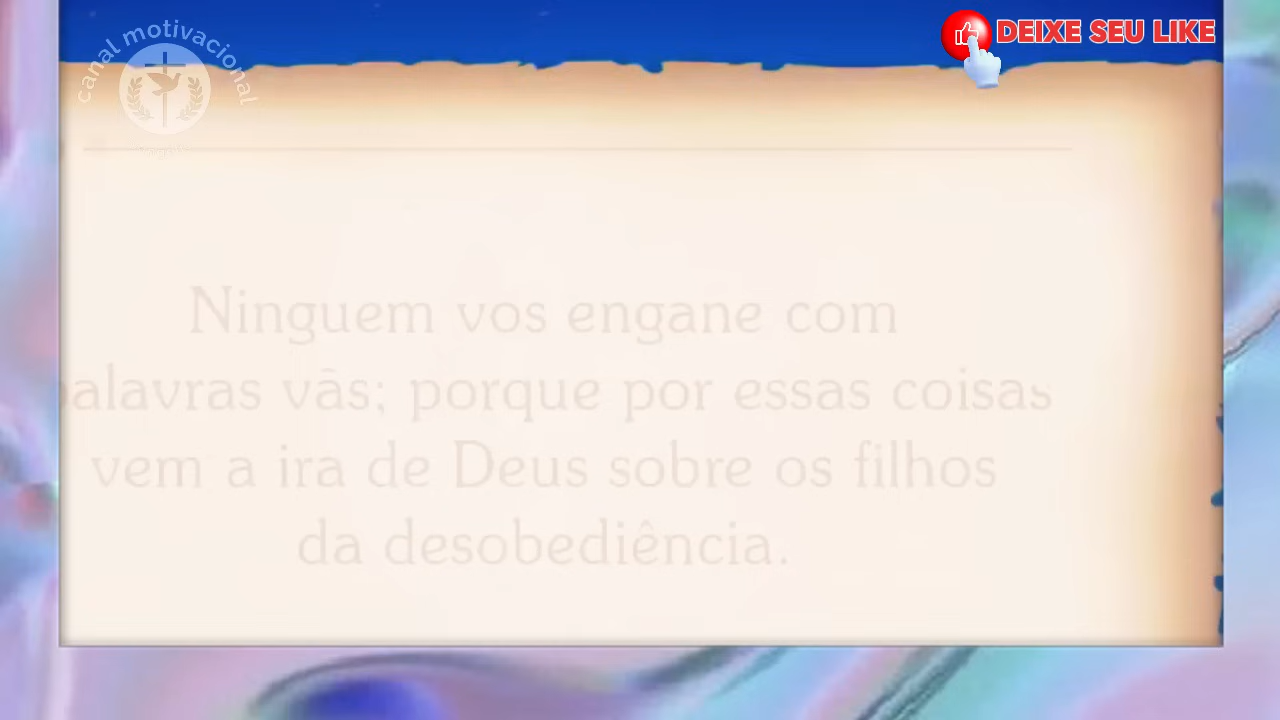 canal motivacional
DEIXE SEU LIKE
Ninguem vos engane com
palavras vãs; porque por essas coisas
vem a ira de Deus sobre os filhos
da desobediência.